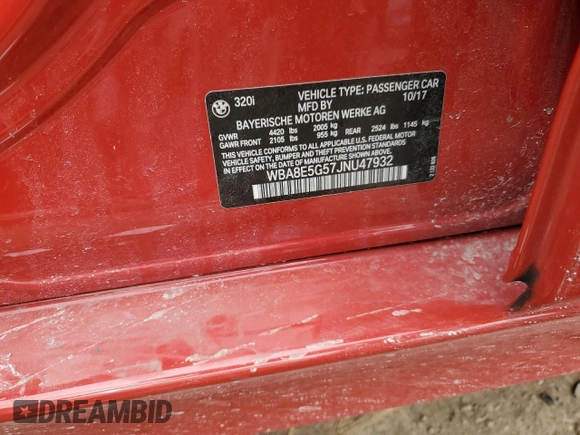 320i VEHICLE TYPE: PASSENGER CAR
MFD BY 10/17
BAYERISCHE MOTOREN WERKE AG
GVWR 4420 lbs 2005 kg
GAWR FRONT 2105 lbs 955 kg REAR 2524 lbs 1145 kg
THIS VEHICLE CONFORMS TO ALL APPLICABLE U.S. FEDERAL MOTOR
VEHICLE SAFETY, BUMPER AND THEFT PREVENTION STANDARDS
IN EFFECT ON THE DATE OF MANUFACTURE SHOWN ABOVE.
WBA8E5G57JNU47932
DREAMBID